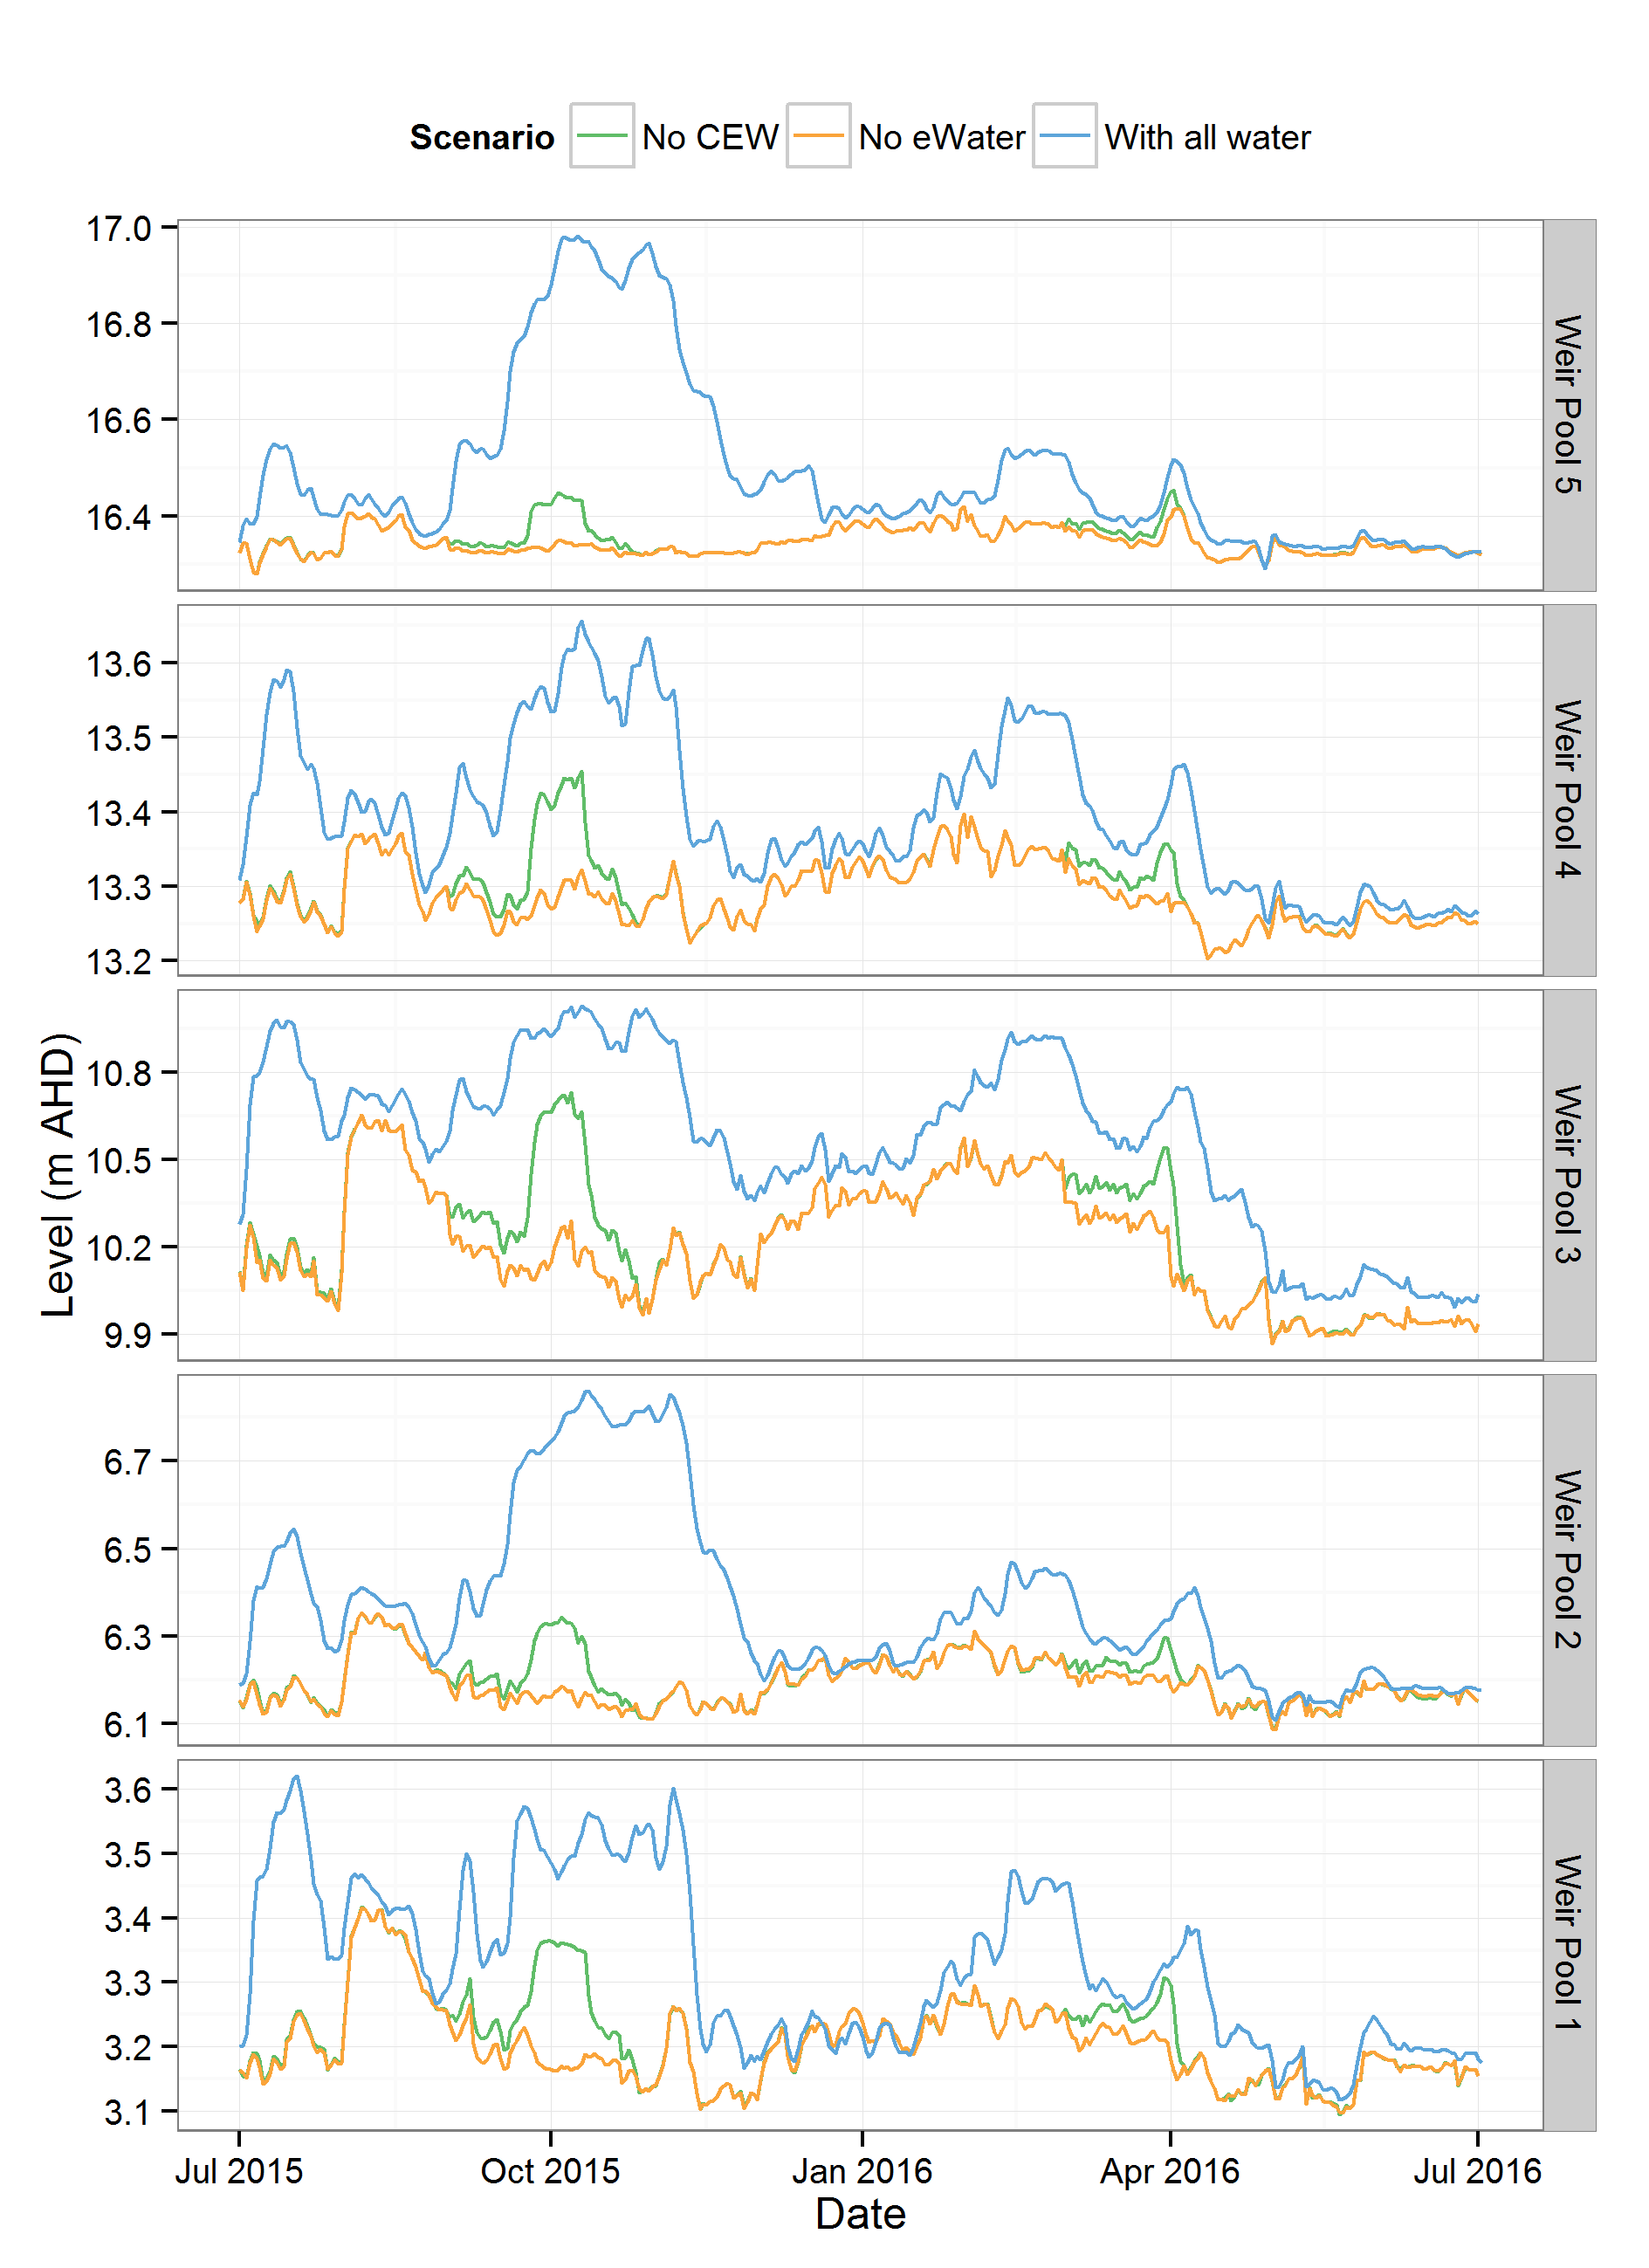 Scenario No CEW No eWater With all water
17.0
16.8
16.6
16.4
Weir Pool 5
13.6
13.5
13.4
13.3
13.2
Weir Pool 4
10.8
10.5
10.2
9.9
Weir Pool 3
6.7
6.5
6.3
6.1
Weir Pool 2
3.6
3.5
3.4
3.3
3.2
3.1
Weir Pool 1
Level (m AHD)
Jul 2015 Oct 2015 Jan 2016 Apr 2016 Jul 2016
Date